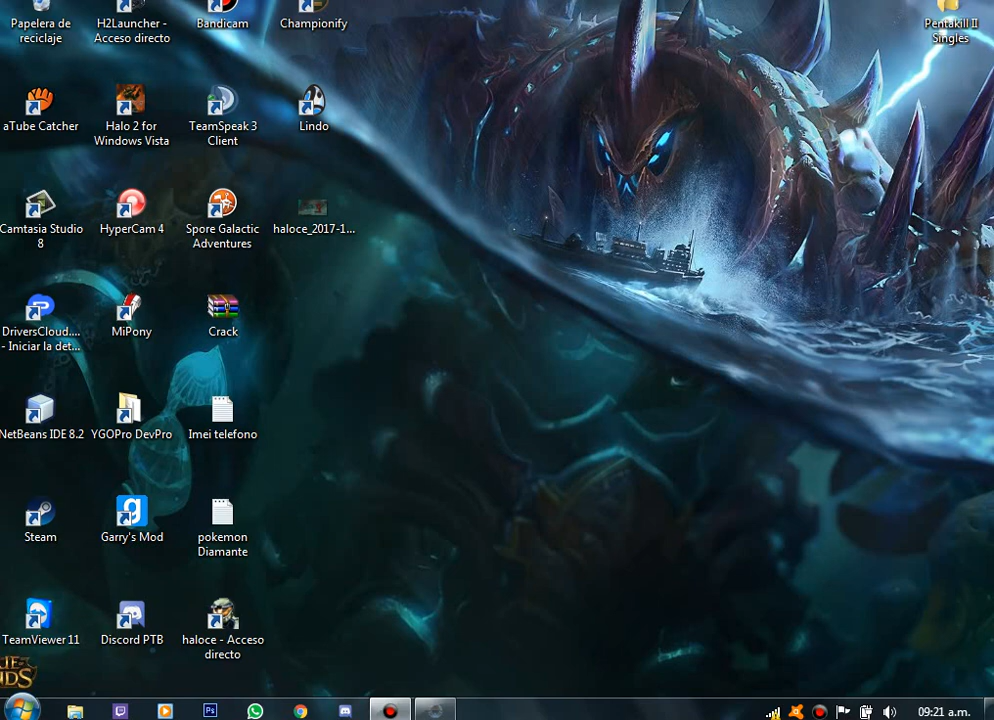 Papelera de
reciclaje
H2Launcher -
Acceso directo
Bandicam
Championify
Pentakill II
Singles
aTube Catcher
Halo 2 for
Windows Vista
TeamSpeak 3
Client
Lindo
Camtasia Studio
8
HyperCam 4
Spore Galactic
Adventures
haloce_2017-1...
DriversCloud....
- Iniciar la det...
MiPony
Crack
NetBeans IDE 8.2
YGOPro DevPro
Imei telefono
Steam
Garry's Mod
pokemon
Diamante
TeamViewer 11
Discord PTB
haloce - Acceso
directo
Ps
09:21 a.m.